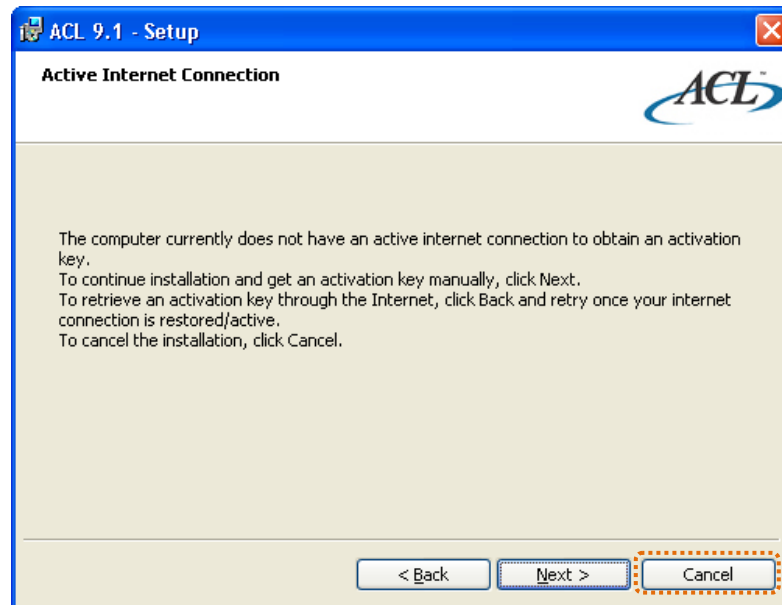 ACL 9.1 - Setup
Active Internet Connection
ACL™
The computer currently does not have an active internet connection to obtain an activation
key.
To continue installation and get an activation key manually, click Next.
To retrieve an activation key through the Internet, click Back and retry once your internet
connection is restored/active.
To cancel the installation, click Cancel.
< Back
Next >
Cancel